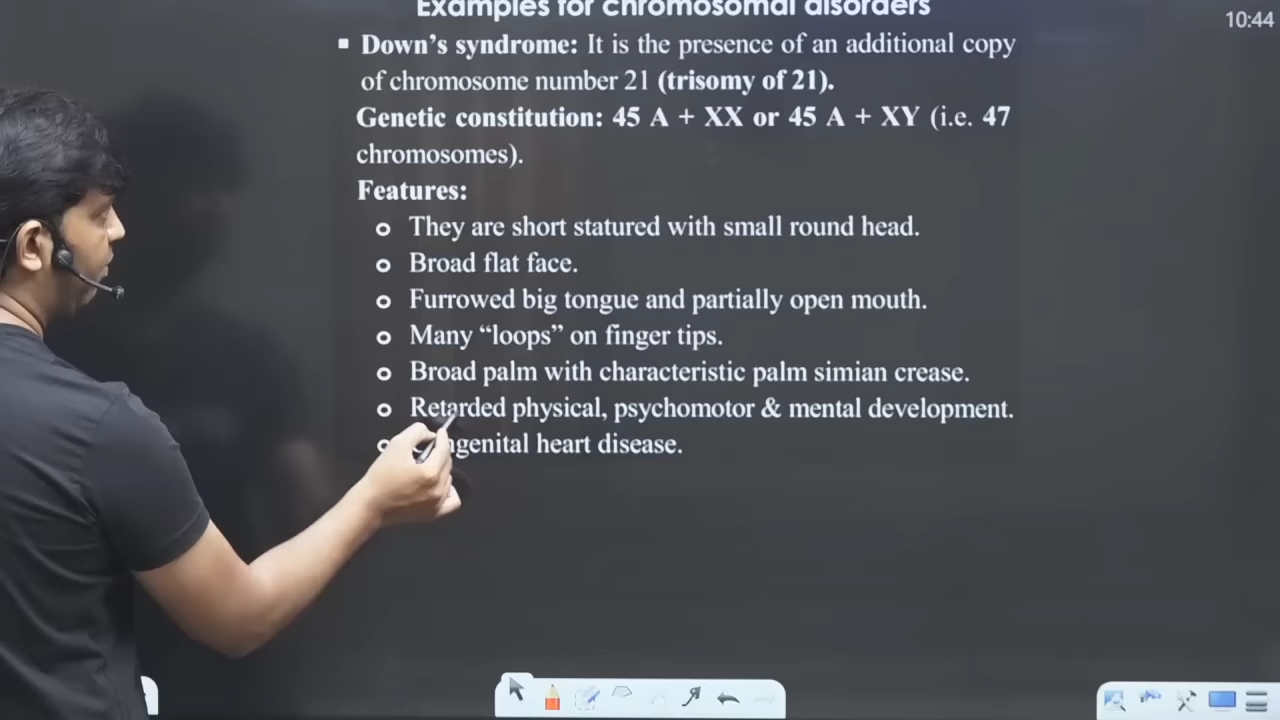 Examples for chromosomal disorders
10:44
▪ Down's syndrome: It is the presence of an additional copy
of chromosome number 21 (trisomy of 21).
Genetic constitution: 45 A + XX or 45 A + XY (i.e. 47
chromosomes).
Features:
o They are short statured with small round head.
o Broad flat face.
o Furrowed big tongue and partially open mouth.
o Many “loops” on finger tips.
o Broad palm with characteristic palm simian crease.
o Retarded physical, psychomotor & mental development.
o ngenital heart disease.